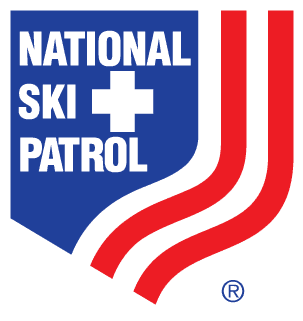 NATIONAL
SKI
PATROL
®